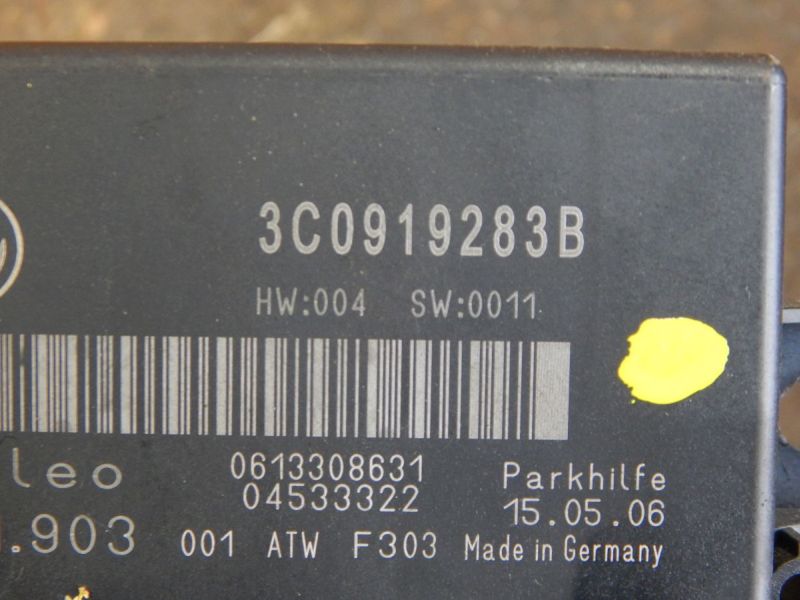 3C0919283B
HW:004 SW:0011
leo 0613308631 Parkhilfe
04533322 15.05.06
.903 001 ATW F303 Made in Germany